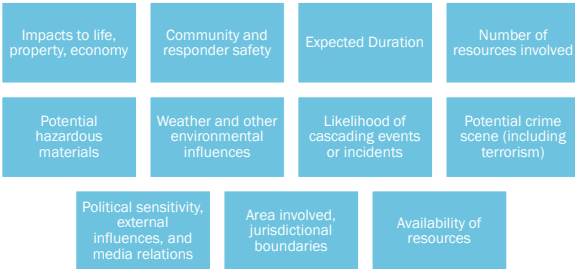 Impacts to life,
property, economy
Community and
responder safety
Expected Duration
Number of
resources involved
Potential
hazardous
materials
Weather and other
environmental
influences
Likelihood of
cascading events
or incidents
Potential crime
scene (including
terrorism)
Political sensitivity,
external
influences, and
media relations
Area involved,
jurisdictional
boundaries
Availability of
resources